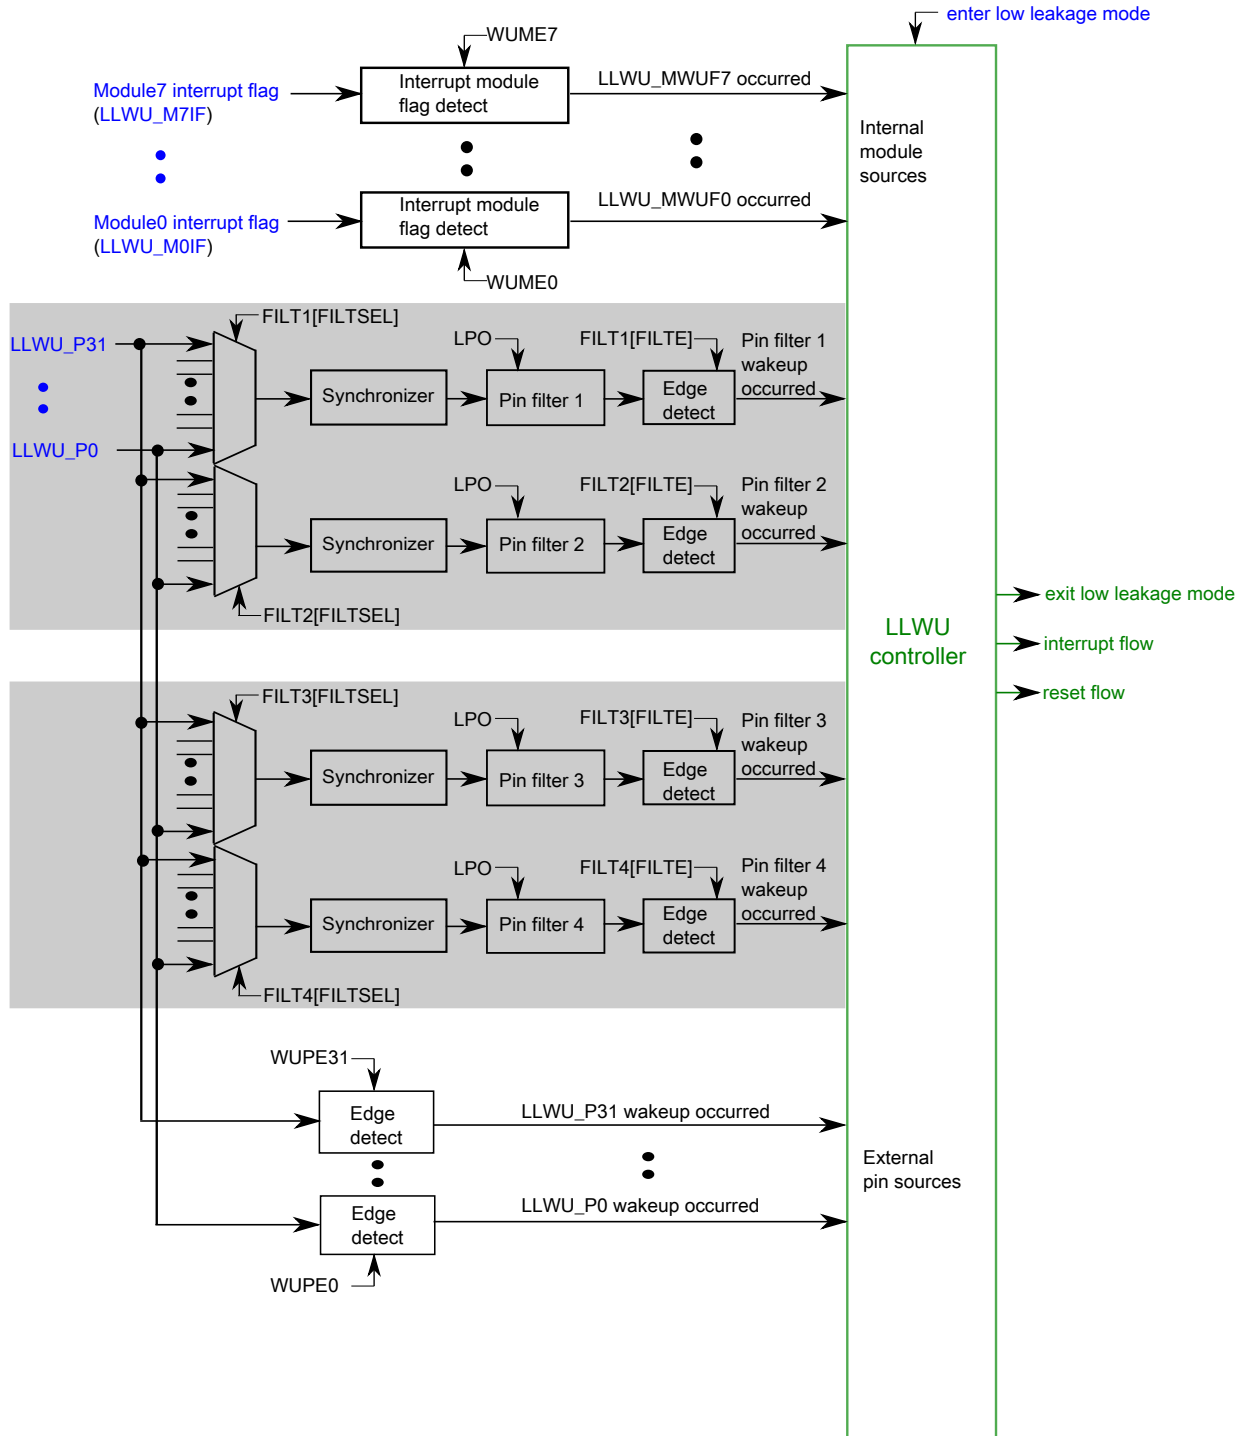 enter low leakage mode
WUME7
Module7 interrupt flag
(LLWU_M7IF)
Interrupt module
flag detect
LLWU_MWUF7 occurred
Internal
module
sources
Module0 interrupt flag
(LLWU_M0IF)
Interrupt module
flag detect
LLWU_MWUF0 occurred
WUME0
FILT1[FILTSEL]
LLWU_P31
LPO
FILT1[FILTE]
Pin filter 1
wakeup
occurred
Synchronizer
Pin filter 1
Edge
detect
LLWU_P0
LPO
FILT2[FILTE]
Pin filter 2
wakeup
occurred
Synchronizer
Pin filter 2
Edge
detect
FILT2[FILTSEL]
LLWU
controller
exit low leakage mode
interrupt flow
reset flow
FILT3[FILTSEL]
LPO
FILT3[FILTE]
Pin filter 3
wakeup
occurred
Synchronizer
Pin filter 3
Edge
detect
LPO
FILT4[FILTE]
Pin filter 4
wakeup
occurred
Synchronizer
Pin filter 4
Edge
detect
FILT4[FILTSEL]
WUPE31
Edge
detect
LLWU_P31 wakeup occurred
External
pin sources
Edge
detect
LLWU_P0 wakeup occurred
WUPE0